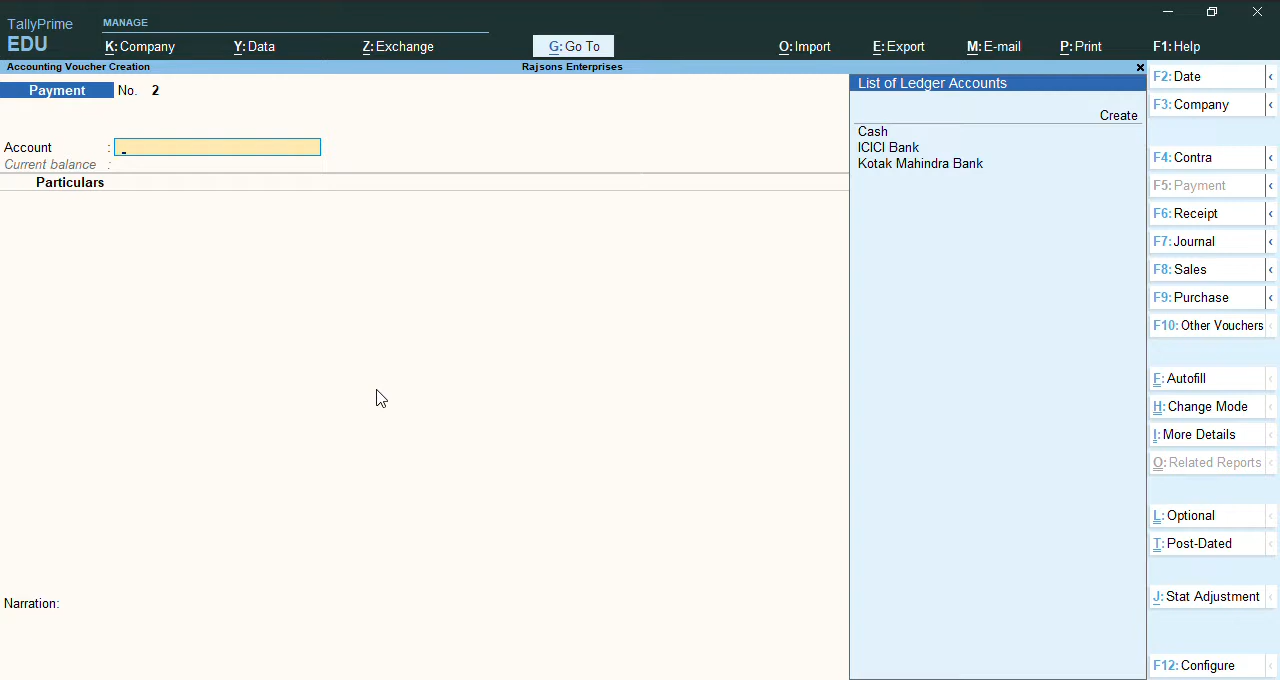 TallyPrime
EDU
MANAGE
K: Company
Y: Data
Z: Exchange
G: Go To
O: Import
E: Export
M: E-mail
P: Print
F1: Help
Accounting Voucher Creation
Rajsons Enterprises
Payment No. 2
Account :
Current balance :
Particulars
Narration:
List of Ledger Accounts
Create
Cash
ICICI Bank
Kotak Mahindra Bank
F2: Date
F3: Company
F4: Contra
F5: Payment
F6: Receipt
F7: Journal
F8: Sales
F9: Purchase
F10: Other Vouchers
F: Autofill
H: Change Mode
I: More Details
O: Related Reports
L: Optional
T: Post-Dated
J: Stat Adjustment
F12: Configure